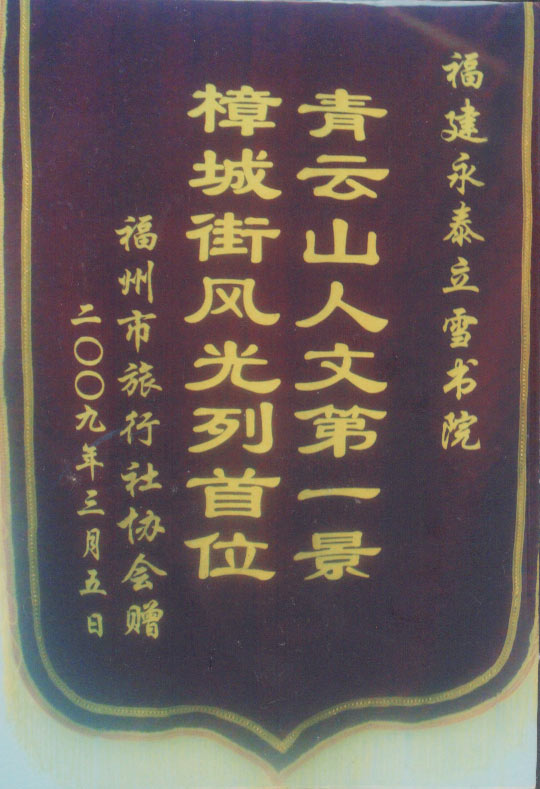 福建永泰立雪书院
青云山人文第一景
樟城街风光列首位
福州市旅行社协会赠
二〇〇九年三月五日